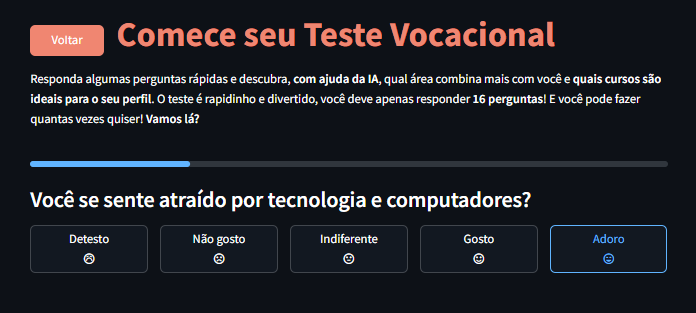 Voltar
Comece seu Teste Vocacional
Responda algumas perguntas rápidas e descubra, com ajuda da IA, qual área combina mais com você e quais cursos são
ideais para o seu perfil. O teste é rapidinho e divertido, você deve apenas responder 16 perguntas! E você pode fazer
quantas vezes quiser! Vamos lá?
Você se sente atraído por tecnologia e computadores?
Detesto
Não gosto
Indiferente
Gosto
Adoro